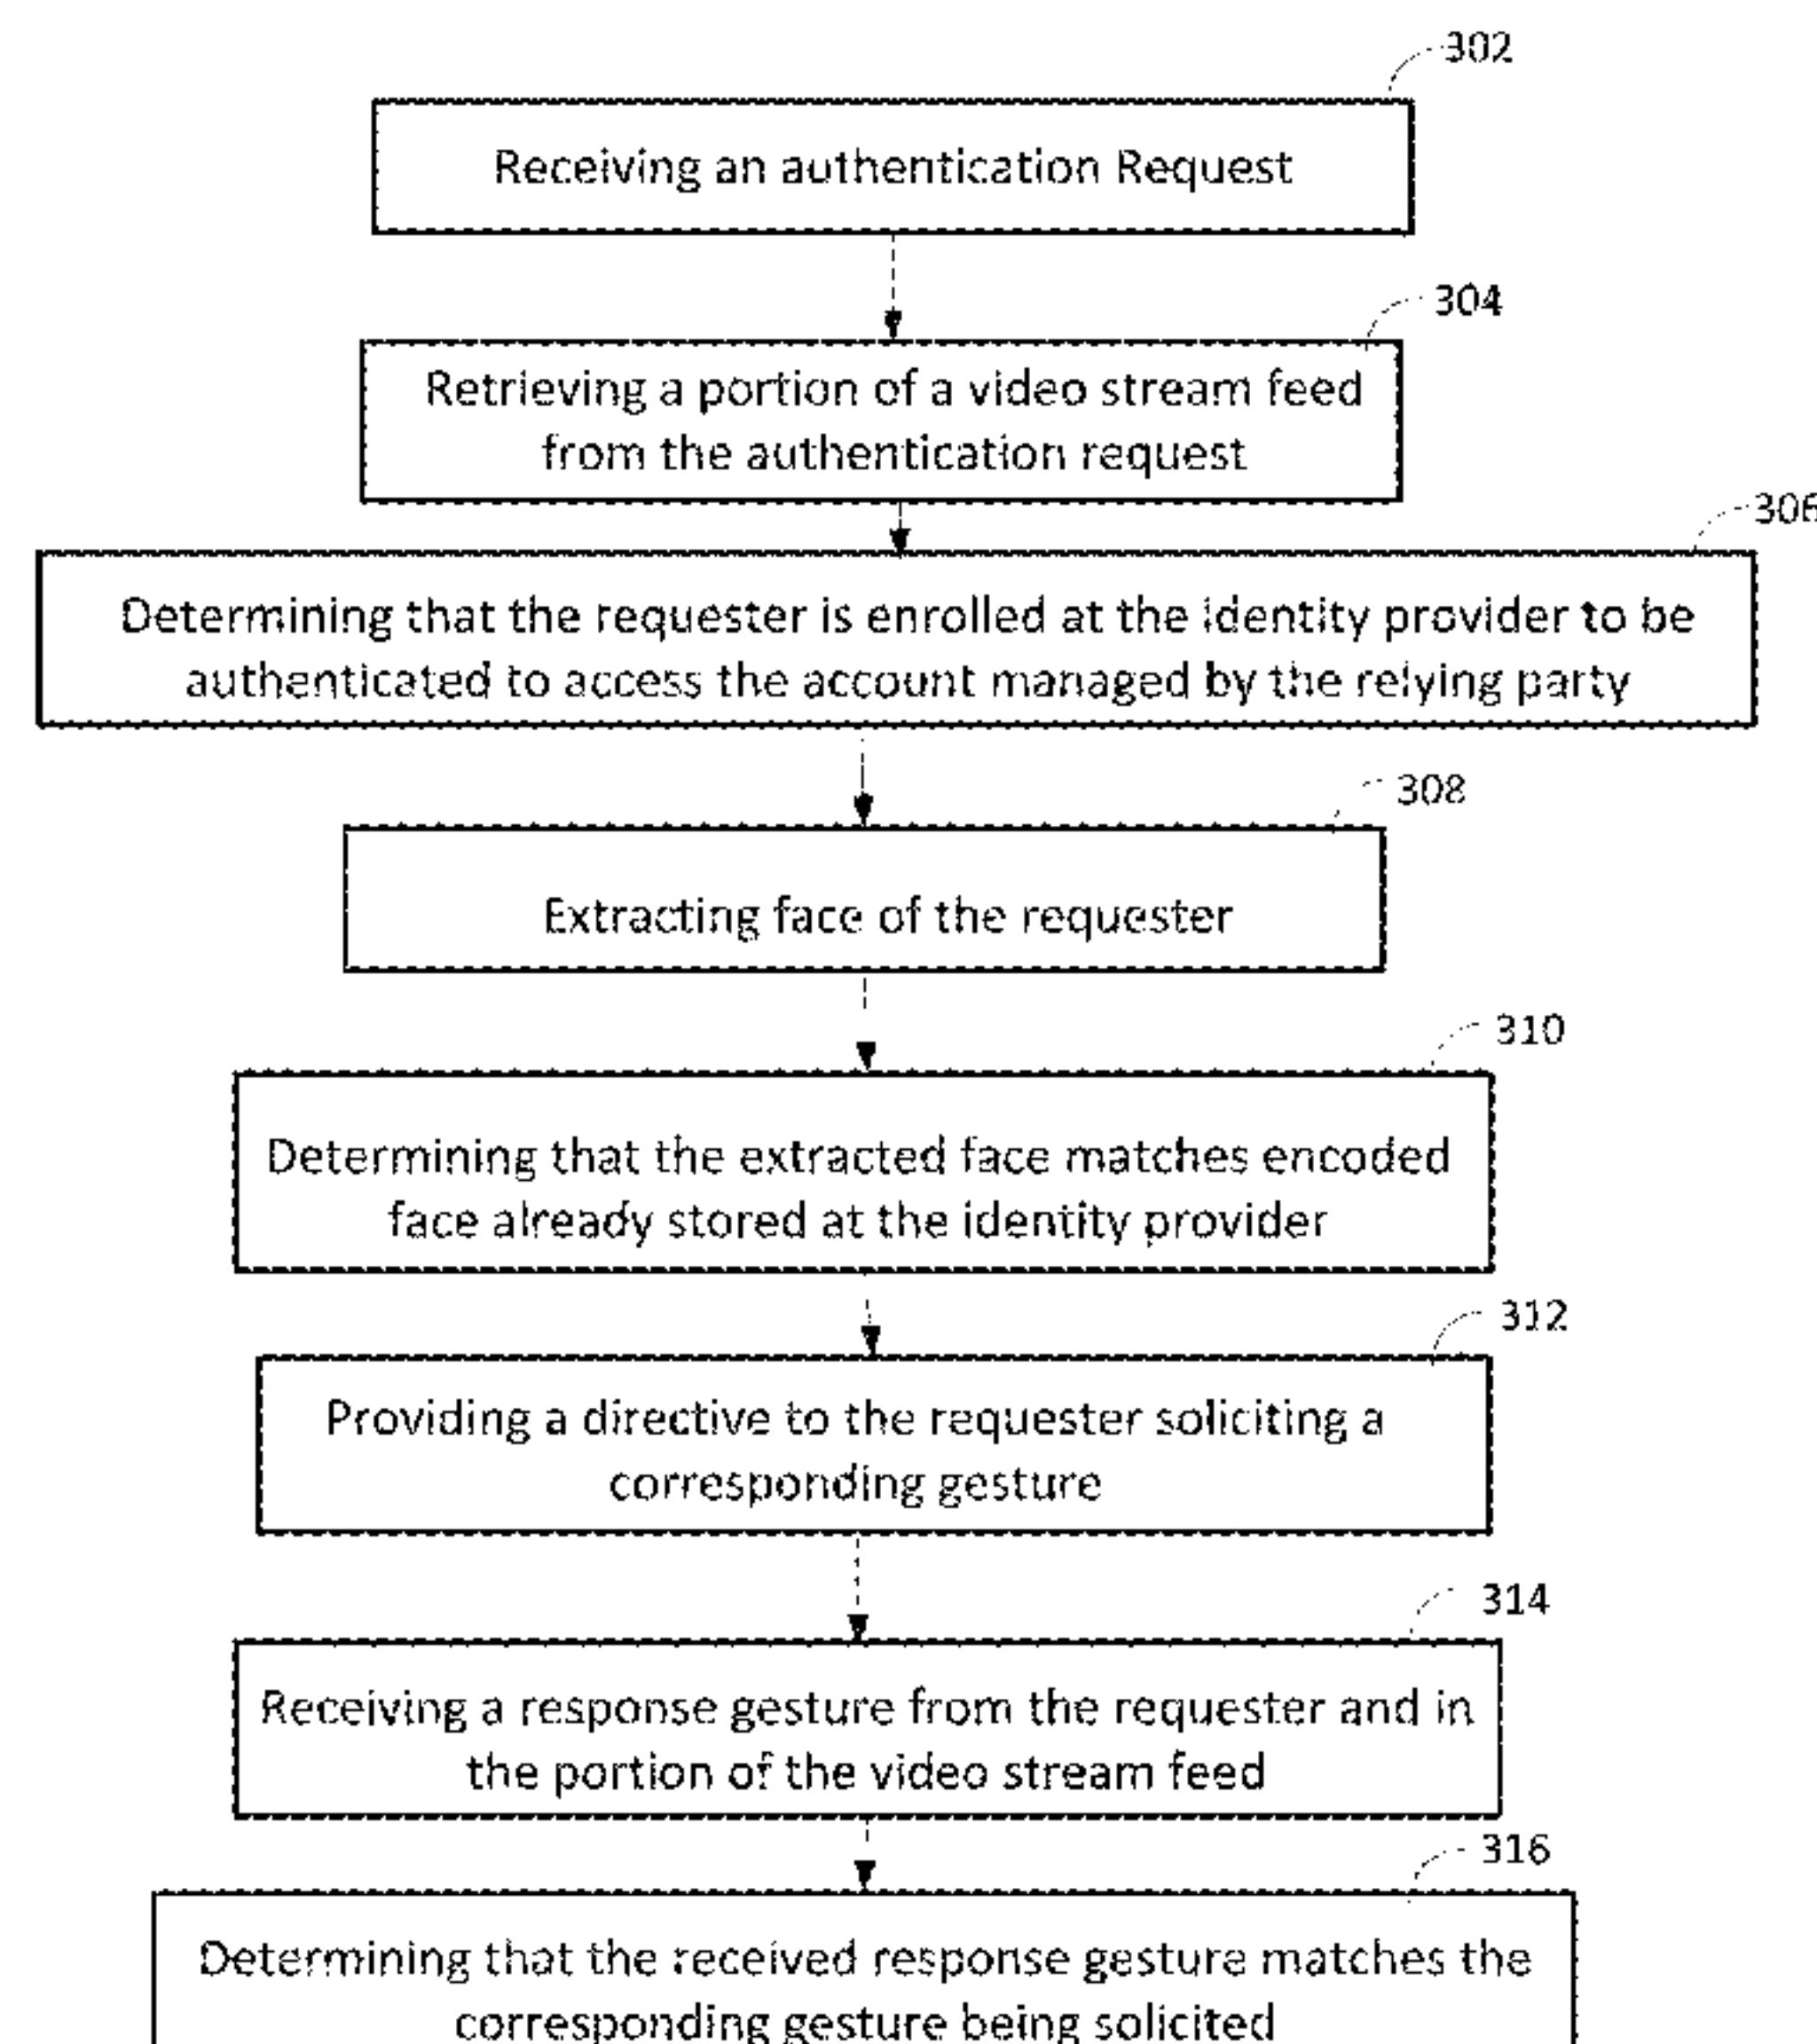 302
Receiving an authentication Request
304
Retrieving a portion of a video stream feed
from the authentication request
306
Determining that the requester is enrolled at the identity provider to be
authenticated to access the account managed by the relying party
308
Extracting face of the requester
310
Determining that the extracted face matches encoded
face already stored at the identity provider
312
Providing a directive to the requester soliciting a
corresponding gesture
314
Receiving a response gesture from the requester and in
the portion of the video stream feed
316
Determining that the received response gesture matches the
corresponding gesture being solicited